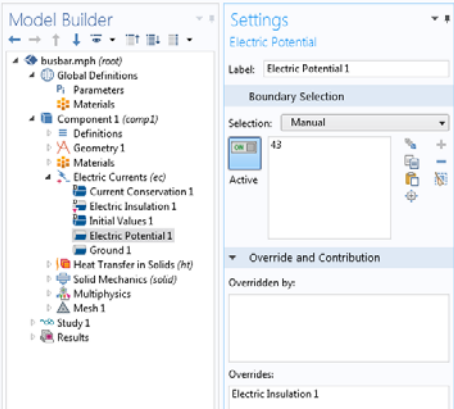 Model Builder
busbar.mph (root)
Global Definitions
Pi Parameters
Materials
Component 1 (comp1)
Definitions
Geometry 1
Materials
Electric Currents (ec)
Current Conservation 1
Electric Insulation 1
Initial Values 1
Electric Potential 1
Ground 1
Heat Transfer in Solids (ht)
Solid Mechanics (solid)
Multiphysics
Mesh 1
Study 1
Results
Settings
Electric Potential
Label: Electric Potential 1
Boundary Selection
Selection: Manual
ON
Active
43
Override and Contribution
Overridden by:
Overrides:
Electric Insulation 1